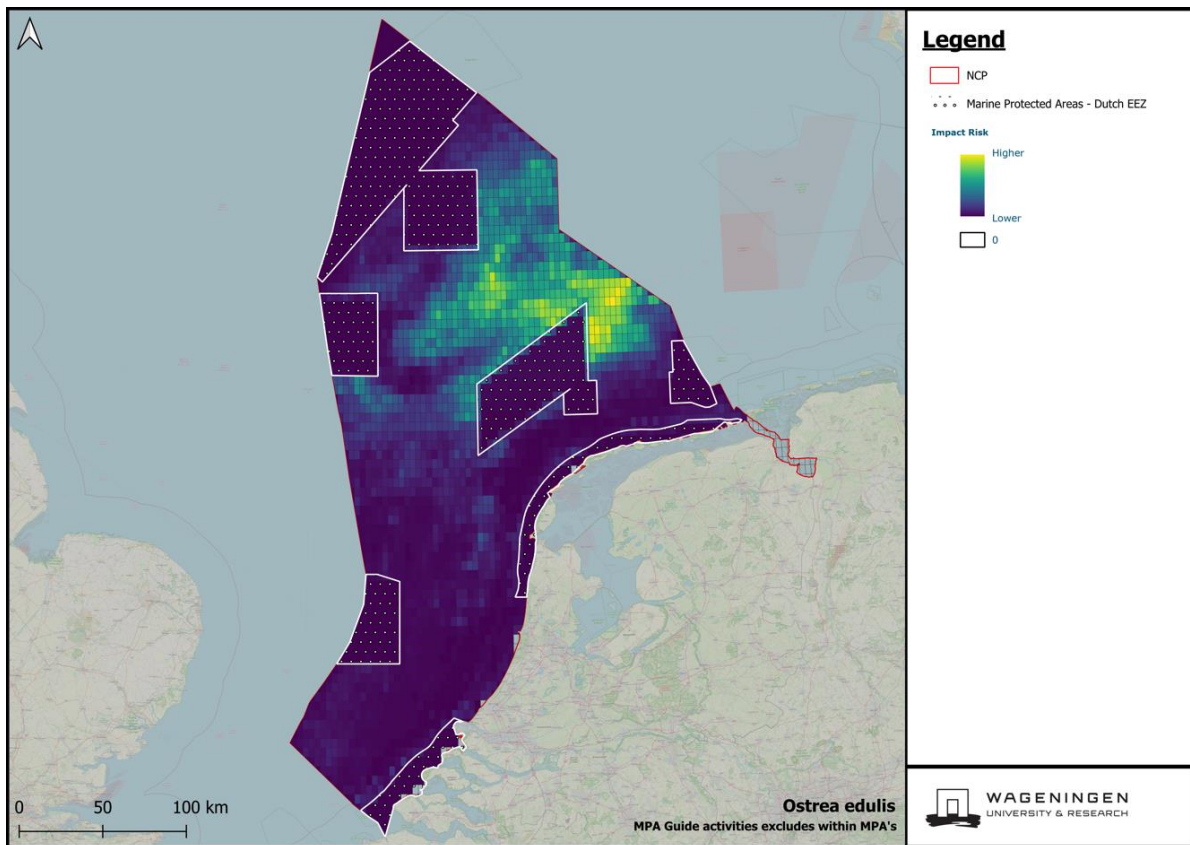 Legend
NCP
Marine Protected Areas - Dutch EEZ
Impact Risk
Higher
Lower
0
0 50 100 km
Ostrea edulis
MPA Guide activities excludes within MPA's
WAGENINGEN
UNIVERSITY & RESEARCH